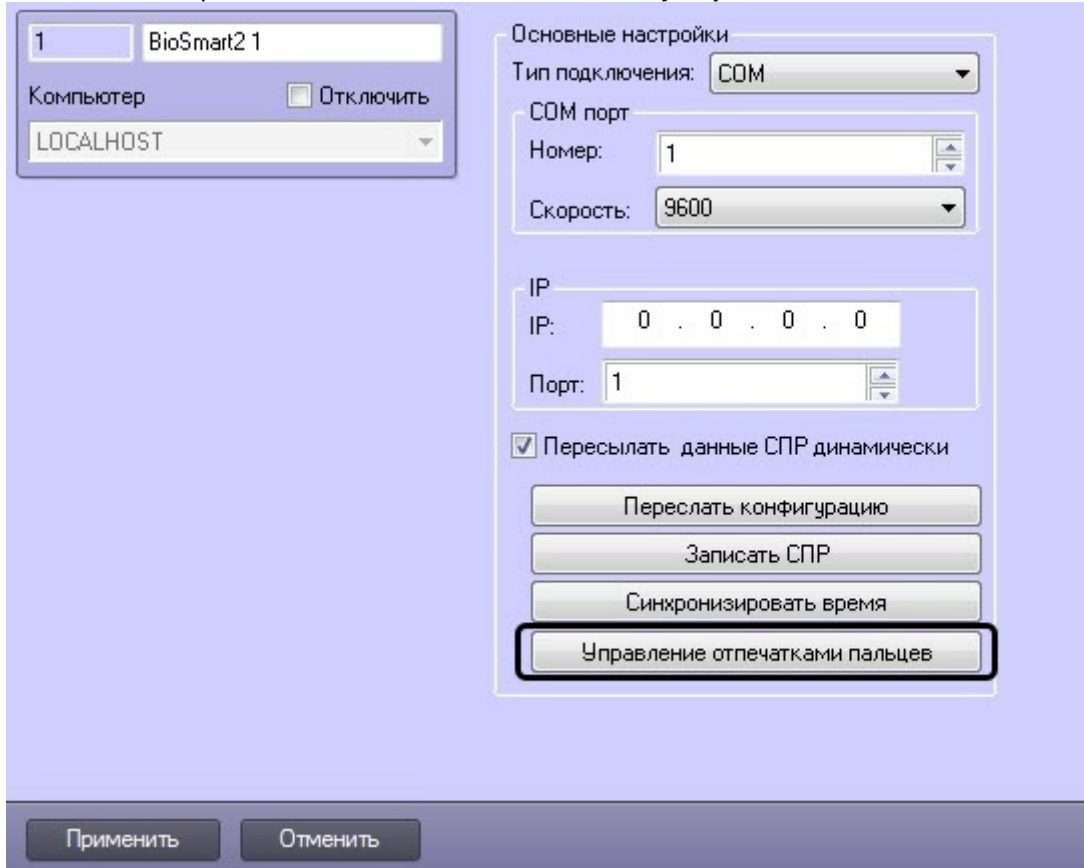 1 BioSmart2 1
Компьютер Отключить
LOCALHOST
Основные настройки
Тип подключения: COM
COM порт
Номер: 1
Скорость: 9600
IP
IP: 0 . 0 . 0 . 0
Порт: 1
Пересылать данные СПР динамически
Переслать конфигурацию
Записать СПР
Синхронизировать время
Управление отпечатками пальцев
Применить Отменить